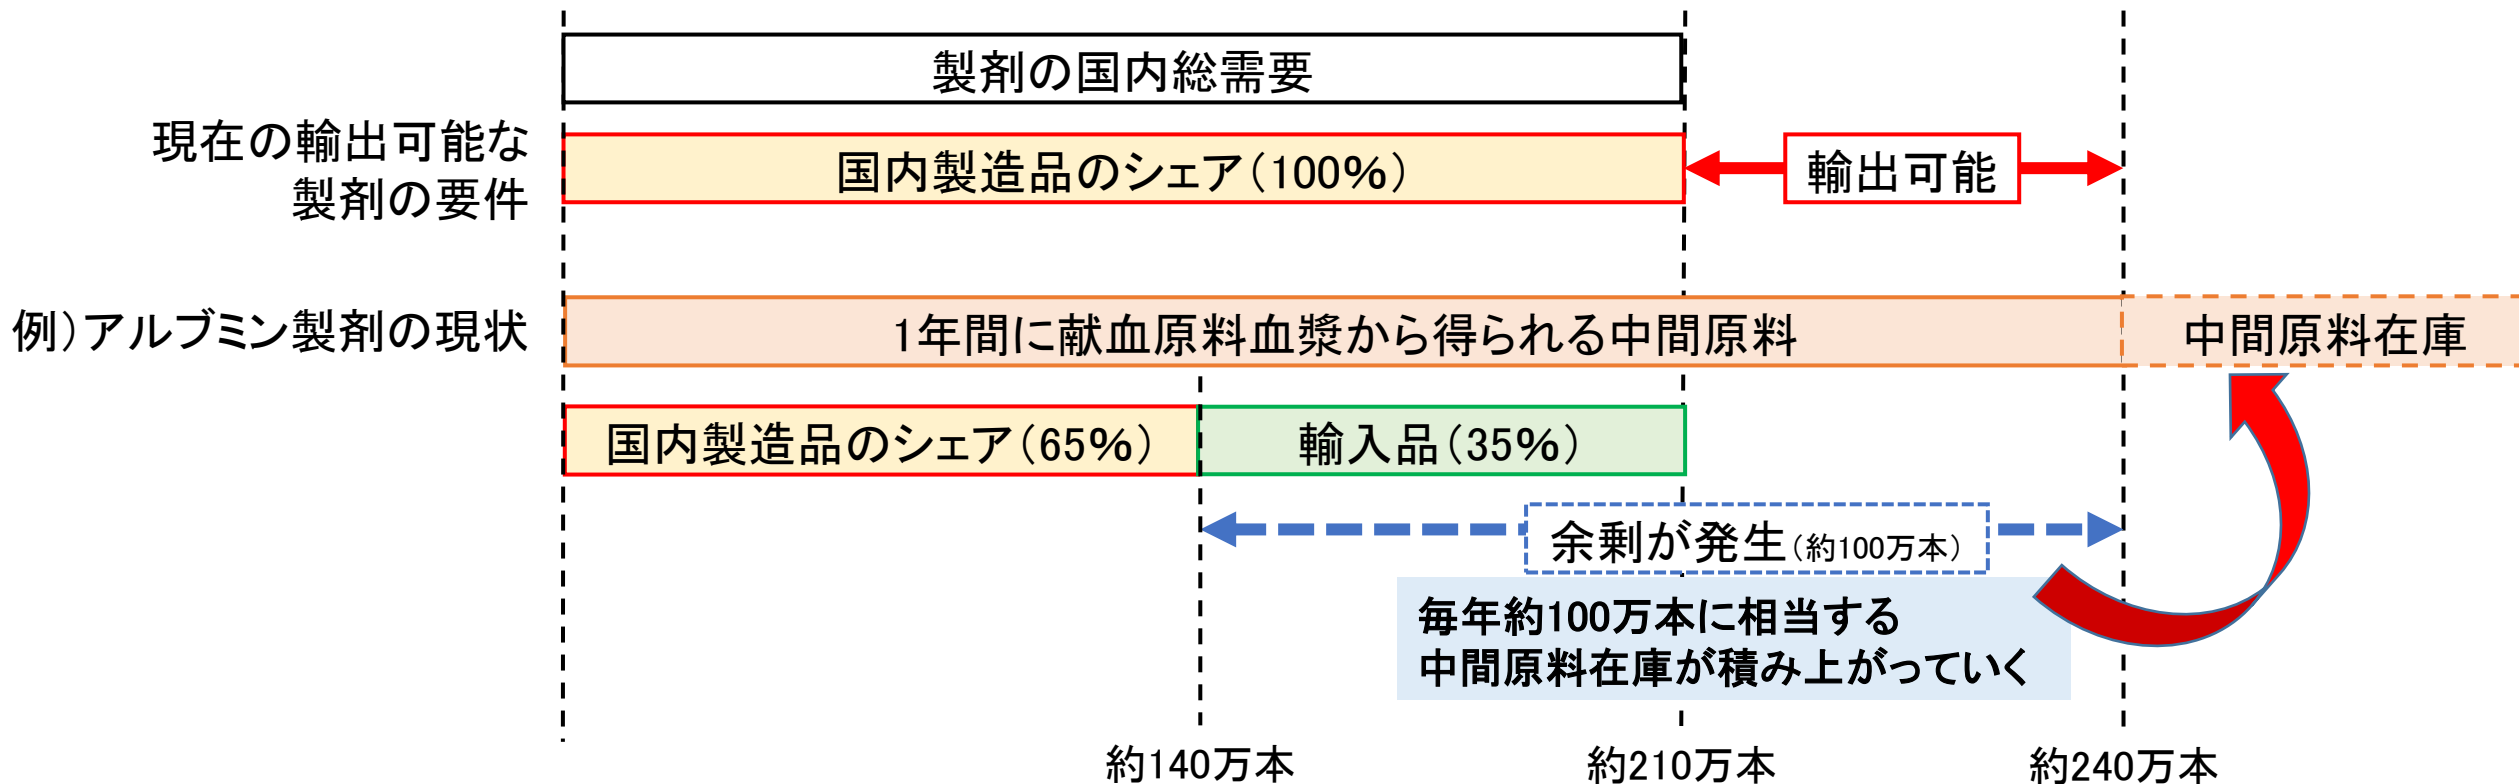 製剤の国内総需要
現在の輸出可能な
製剤の要件
国内製造品のシェア(100%)
輸出可能
例)アルブミン製剤の現状
1年間に献血原料血漿から得られる中間原料
中間原料在庫
国内製造品のシェア(65%)
輸入品(35%)
余剰が発生(約100万本)
毎年約100万本に相当する
中間原料在庫が積み上がっていく
約140万本
約210万本
約240万本